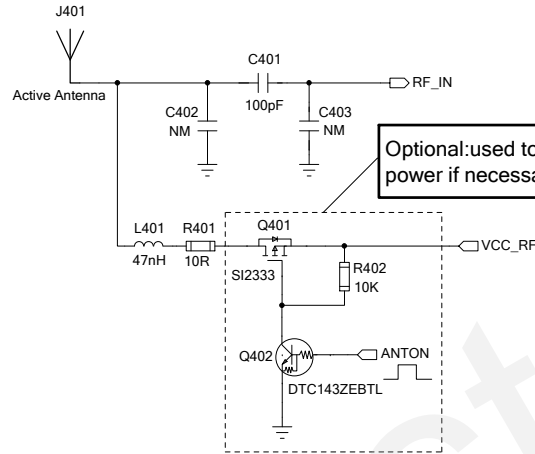 J401
Active Antenna
C401
100pF
RF_IN
C402
NM
C403
NM
Optional:used to
power if
L401
47nH
R401
10R
Q401
SI2333
VCC_RF
R402
10K
Q402
ANTON
DTC143ZEBTL